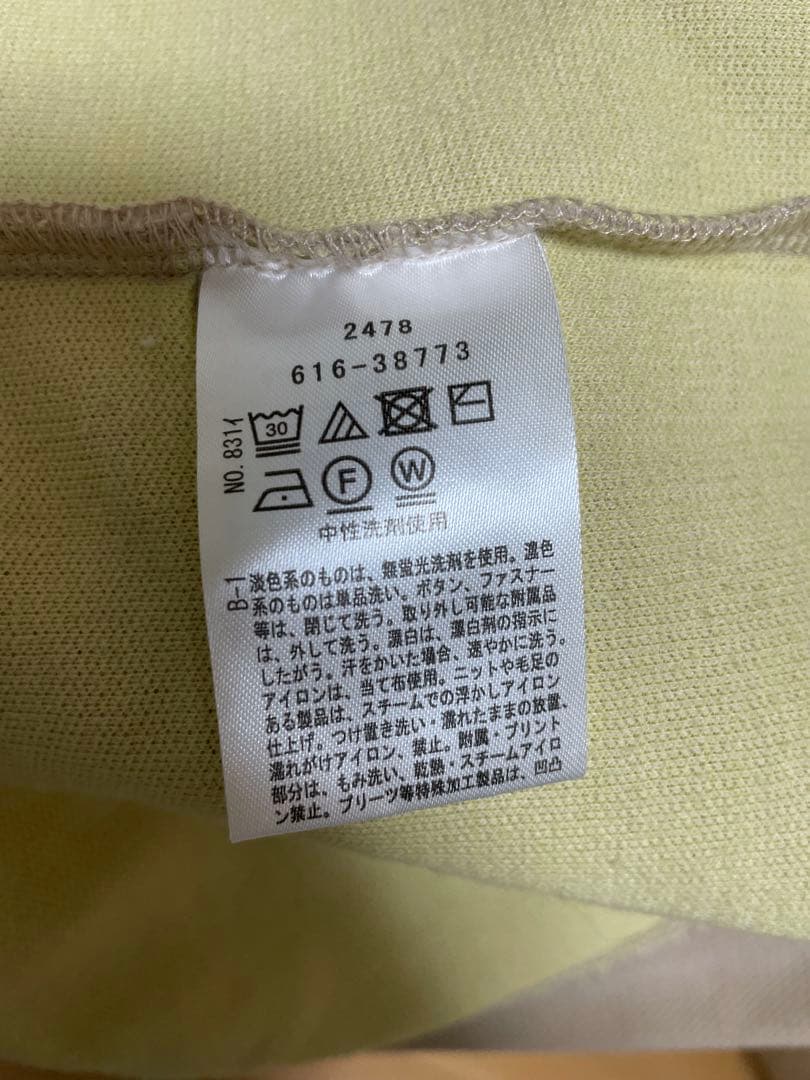 2478
616-38773
NO. 8311
30
F
W
中性洗剤使用
B-1
淡色系のものは、無蛍光洗剤を使用。濃色
系のものは単品洗い。ボタン、ファスナー
等は、閉じて洗う。取り外し可能な附属品
は、外して洗う。漂白は、漂白剤の指示に
したがう。汗をかいた場合、速やかに洗う。
アイロンは、当て布使用。ニットや毛足の
ある製品は、スチームでの浮かしアイロン
仕上げ。つけ置き洗い・濡れたままの放置、
濡れがけアイロン、禁止。附属・プリント
部分は、もみ洗い、乾熱・スチームアイロ
ン禁止。プリーツ等特殊加工製品は、凹凸